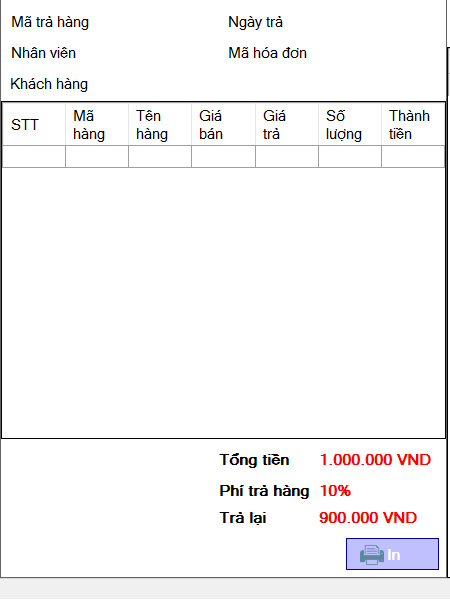 Mã trả hàng Ngày trả
Nhân viên Mã hóa đơn
Khách hàng
STT Mã hàng Tên hàng Giá bán Giá trả Số lượng Thành tiền
Tổng tiền 1.000.000 VND
Phí trả hàng 10%
Trả lại 900.000 VND
In